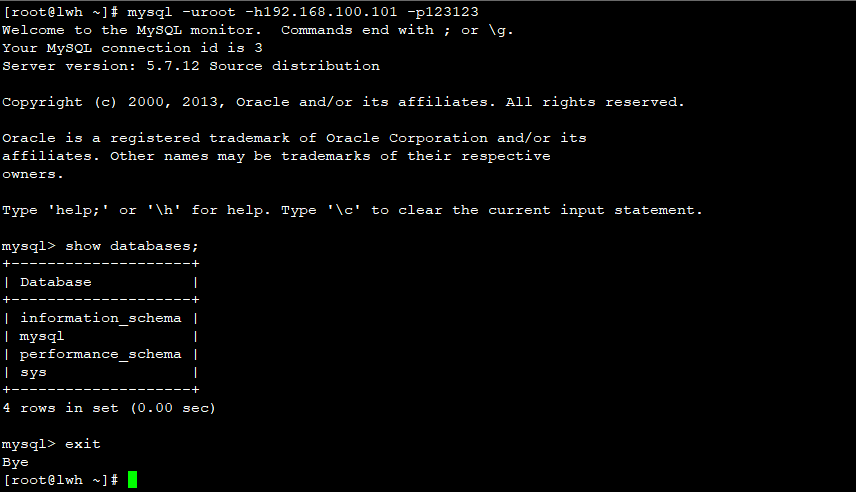 [root@lwh ~]# mysql -uroot -h192.168.100.101 -p123123
Welcome to the MySQL monitor.  Commands end with ; or \g.
Your MySQL connection id is 3
Server version: 5.7.12 Source distribution

Copyright (c) 2000, 2013, Oracle and/or its affiliates. All rights reserved.

Oracle is a registered trademark of Oracle Corporation and/or its
affiliates. Other names may be trademarks of their respective
owners.

Type 'help;' or '\h' for help. Type '\c' to clear the current input statement.

mysql> show databases;
+--------------------+
| Database           |
+--------------------+
| information_schema |
| mysql              |
| performance_schema |
| sys                |
+--------------------+
4 rows in set (0.00 sec)

mysql> exit
Bye
[root@lwh ~]#